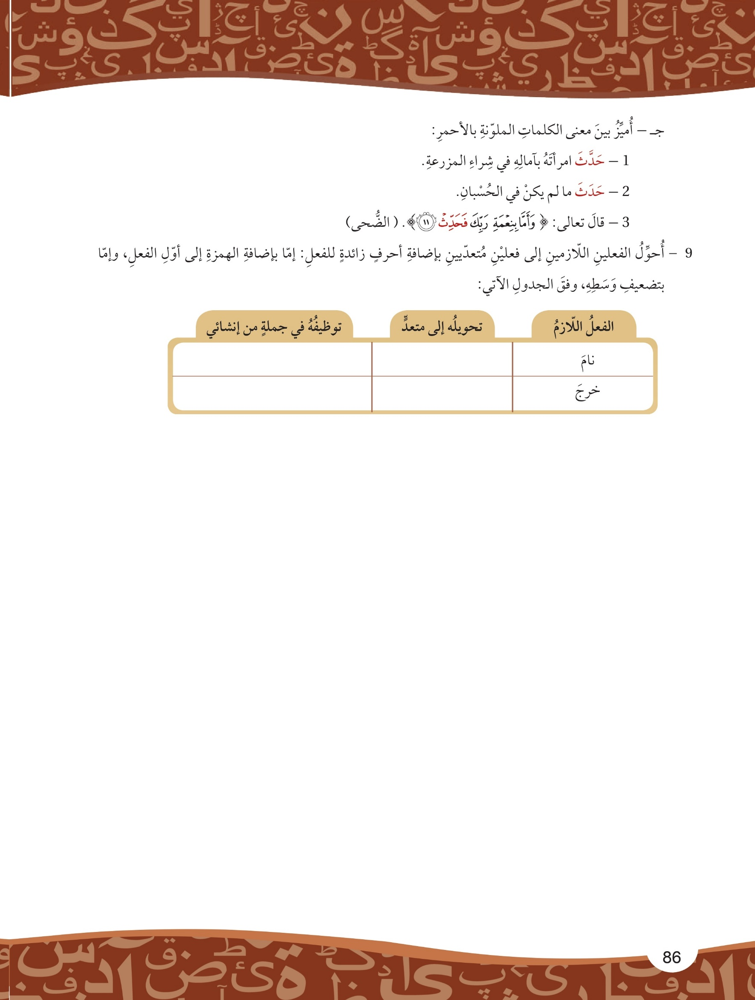 جـ – أُميِّزُ بينَ معنى الكلماتِ الملوّنةِ بالأحمرِ:
1 – حَدَّثَ امرأتَهُ بآمالِهِ في شِراءِ المزرعةِ.
2 – حَدَثَ ما لم يكنْ في الحُسْبانِ.
3 – قالَ تعالى: ﴿ وَأَمَّا بِنِعْمَةِ رَبِّكَ فَحَدِّثْ ۝١١﴾. ( الضُّحى)
9 – أُحوِّلُ الفعلينِ اللّازمينِ إلى فعليْنِ مُتعدّيينِ بإضافةِ أحرفٍ زائدةٍ للفعلِ: إمّا بإضافةِ الهمزةِ إلى أوّلِ الفعلِ، وإمّا
بتضعيفِ وَسَطِهِ، وفقَ الجدولِ الآتي:
الفعلُ اللّازمُ تحويلُه إلى متعدٍّ توظيفُهُ في جملةٍ من إنشائي
نامَ
خرجَ
86